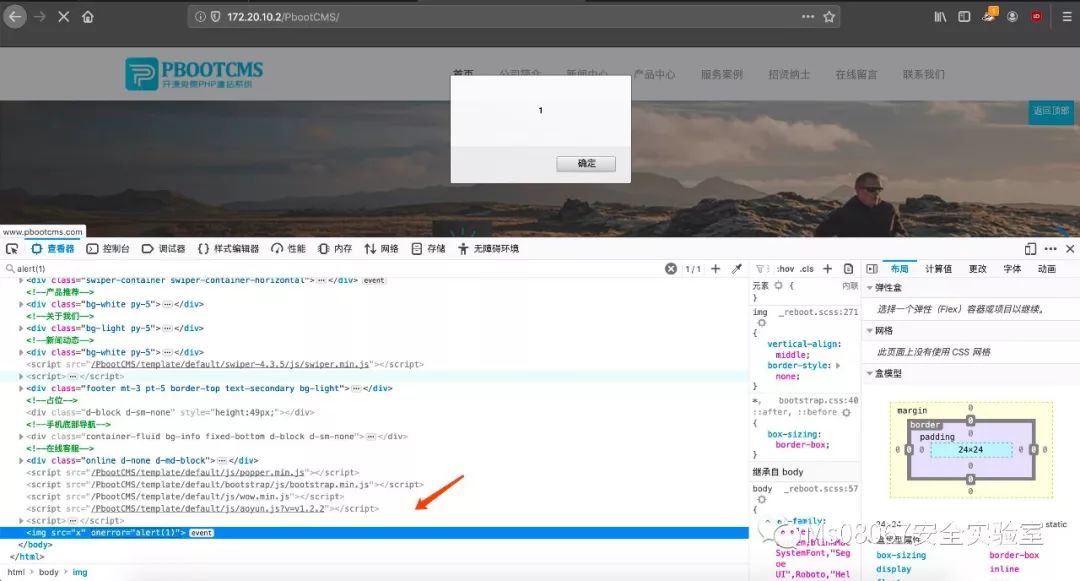 172.20.10.2/PbootCMS/
PBOOTCMS
开源免费PHP建站系统
首页 公司简介 新闻中心 产品中心 服务案例 招贤纳士 在线留言 联系我们
1
确定
返回顶部
www.pbootcms.com
查看器 控制台 调试器 {} 样式编辑器 性能 内存 网络 存储 无障碍环境
alert(1)
1 / 1
<div class="swiper-container swiper-container-horizontal">…</div> event
<!--产品推荐-->
<div class="bg-white py-5">…</div>
<!--关于我们-->
<div class="bg-light py-5">…</div>
<!--新闻动态-->
<div class="bg-white py-5">…</div>
<script src="/PbootCMS/template/default/swiper-4.3.5/js/swiper.min.js"></script>
<script>…</script>
<div class="footer mt-3 pt-5 border-top text-secondary bg-light">…</div>
<!--占位-->
<div class="d-block d-sm-none" style="height:49px;"></div>
<!--手机底部导航-->
<div class="container-fluid bg-info fixed-bottom d-block d-sm-none">…</div>
<!--在线客服-->
<div class="online d-none d-md-block">…</div>
<script src="/PbootCMS/template/default/js/popper.min.js"></script>
<script src="/PbootCMS/template/default/bootstrap/js/bootstrap.min.js"></script>
<script src="/PbootCMS/template/default/js/wow.min.js"></script>
<script src="/PbootCMS/template/default/js/aoyun.js?v=v1.2.2"></script>
<script>…</script>
<img src="x" onerror="alert(1)"> event
</body>
</html>
html › body › img
:hov .cls +
元素 { 内联
}
img _reboot.scss:271
{
vertical-align:
middle;
border-style:
none;
}
*, bootstrap.css:40
::after, ::before
{
box-sizing:
border-box;
}
继承自 body
body _reboot.scss:57
{
SystemFont,"Segoe
UI",Roboto,"Hel
布局 计算值 更改 字体 动画
弹性盒
选择一个弹性（Flex）容器或项目以继续。
网格
此页面上没有使用 CSS 网格
盒模型
margin 0
border 0
padding 0
0 0 0 24×24 0 0 0
0
0
0
24×24 static
盒模型属性
box-sizing border-box
display inline
Ms08067安全实验室